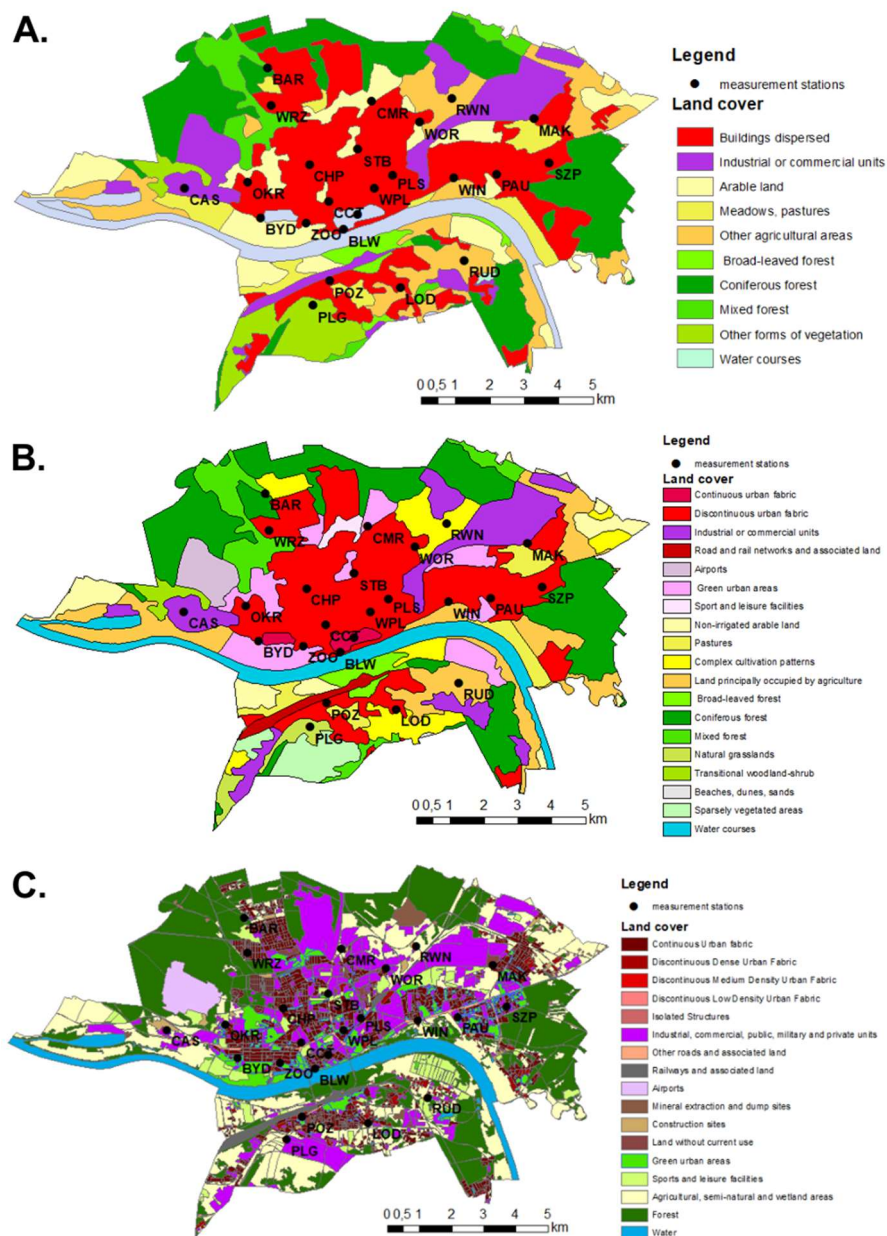 A.
Legend
measurement stations
Land cover
Buildings dispersed
Industrial or commercial units
Arable land
Meadows, pastures
Other agricultural areas
Broad-leaved forest
Coniferous forest
Mixed forest
Other forms of vegetation
Water courses
BAR
WRZ
CMR
RWN
WOR
MAK
STB
CHP
PLS
SZP
OKR
WPL
WIN
PAU
CAS
CCT
BYD
ZOO
BLW
RUD
POZ
LOD
PLG
0 0,5 1 2 3 4 5
km
B.
Legend
measurement stations
Land cover
Continuous urban fabric
Discontinuous urban fabric
Industrial or commercial units
Road and rail networks and associated land
Airports
Green urban areas
Sport and leisure facilities
Non-irrigated arable land
Pastures
Complex cultivation patterns
Land principally occupied by agriculture
Broad-leaved forest
Coniferous forest
Mixed forest
Natural grasslands
Transitional woodland-shrub
Beaches, dunes, sands
Sparsely vegetated areas
Water courses
BAR
WRZ
CMR
RWN
WOR
MAK
STB
CHP
PLS
SZP
OKR
WPL
WIN
PAU
CAS
CCT
BYD
ZOO
BLW
RUD
POZ
LOD
PLG
0 0,5 1 2 3 4 5
km
C.
Legend
measurement stations
Land cover
Continuous Urban fabric
Discontinuous Dense Urban Fabric
Discontinuous Medium Density Urban Fabric
Discontinuous Low Density Urban Fabric
Isolated Structures
Industrial, commercial, public, military and private units
Other roads and associated land
Railways and associated land
Airports
Mineral extraction and dump sites
Construction sites
Land without current use
Green urban areas
Sports and leisure facilities
Agricultural, semi-natural and wetland areas
Forest
Water
BAR
WRZ
CMR
RWN
WOR
MAK
STB
CHP
PLS
SZP
OKR
WPL
WIN
PAU
CAS
CCT
BYD
ZOO
BLW
RUD
POZ
LOD
PLG
0 0,5 1 2 3 4 5
km